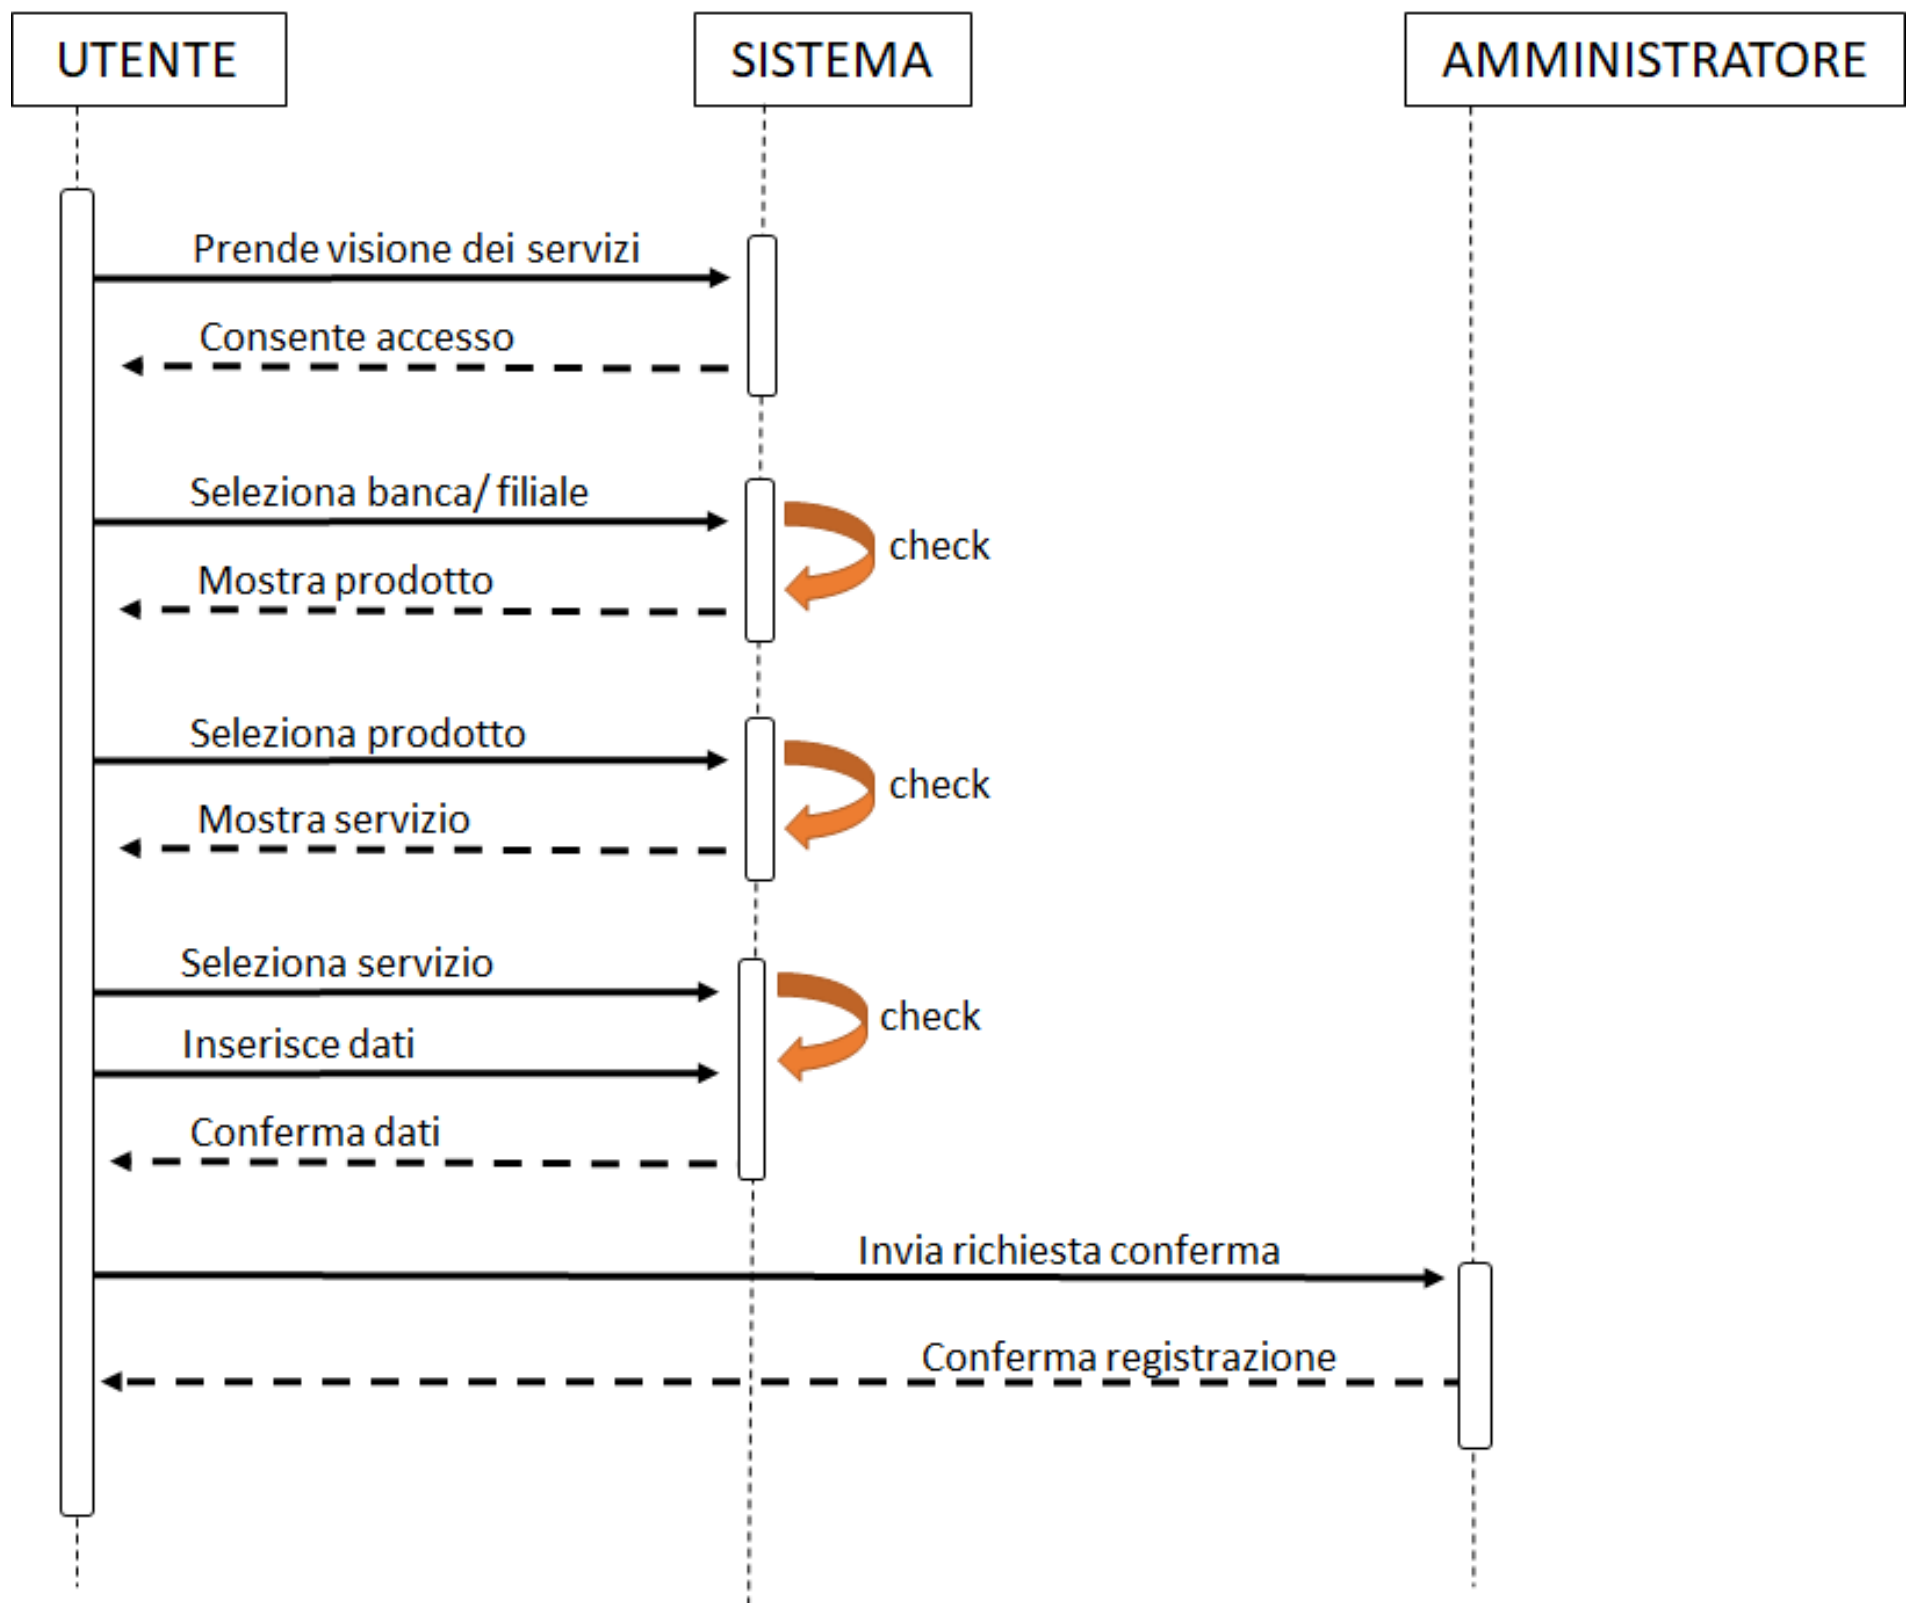 UTENTE
SISTEMA
AMMINISTRATORE
Prende visione dei servizi
Consente accesso
Seleziona banca/ filiale
check
Mostra prodotto
Seleziona prodotto
check
Mostra servizio
Seleziona servizio
check
Inserisce dati
Conferma dati
Invia richiesta conferma
Conferma registrazione